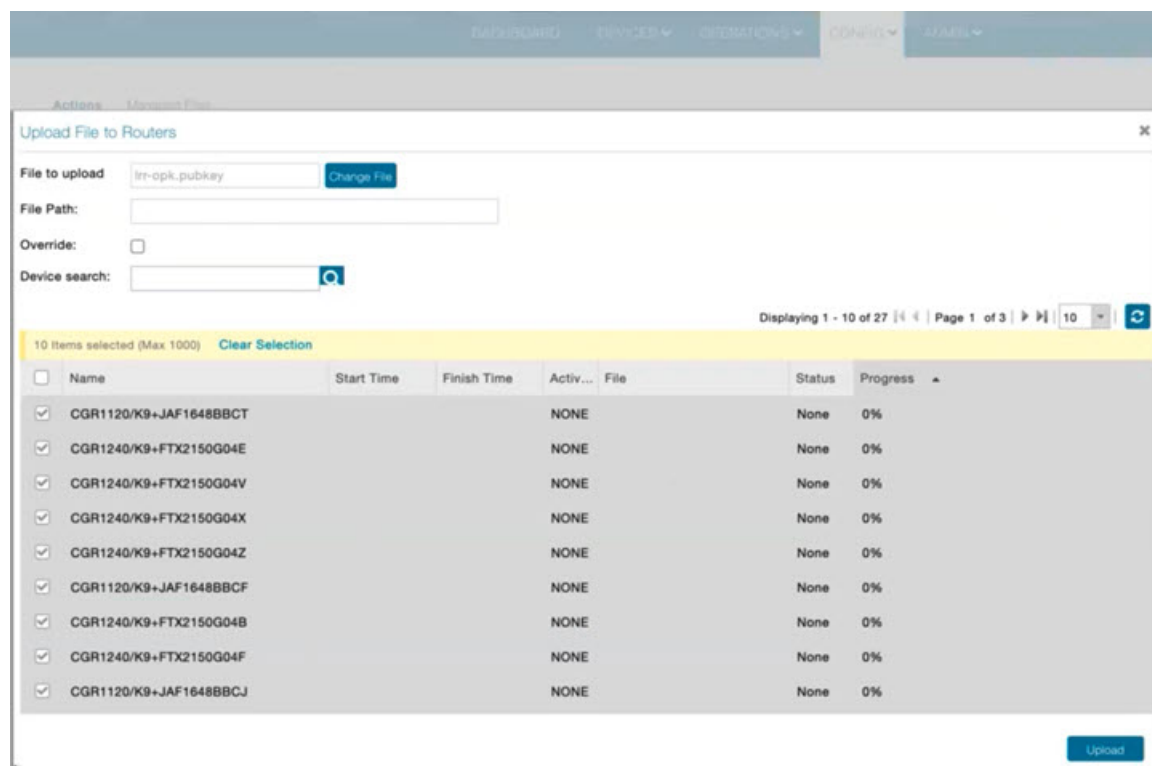 DASHBOARD DEVICES OPERATIONS CONFIG ADMIN
Actions Managed Files
Upload File to Routers
File to upload lrr-opk.pubkey Change File
File Path:
Override:
Device search:
Displaying 1 - 10 of 27 Page 1 of 3 10
10 Items selected (Max 1000) Clear Selection
Name Start Time Finish Time Activ... File Status Progress
CGR1120/K9+JAF1648BBCT NONE None 0%
CGR1240/K9+FTX2150G04E NONE None 0%
CGR1240/K9+FTX2150G04V NONE None 0%
CGR1240/K9+FTX2150G04X NONE None 0%
CGR1240/K9+FTX2150G04Z NONE None 0%
CGR1120/K9+JAF1648BBCF NONE None 0%
CGR1240/K9+FTX2150G04B NONE None 0%
CGR1240/K9+FTX2150G04F NONE None 0%
CGR1120/K9+JAF1648BBCJ NONE None 0%
Upload